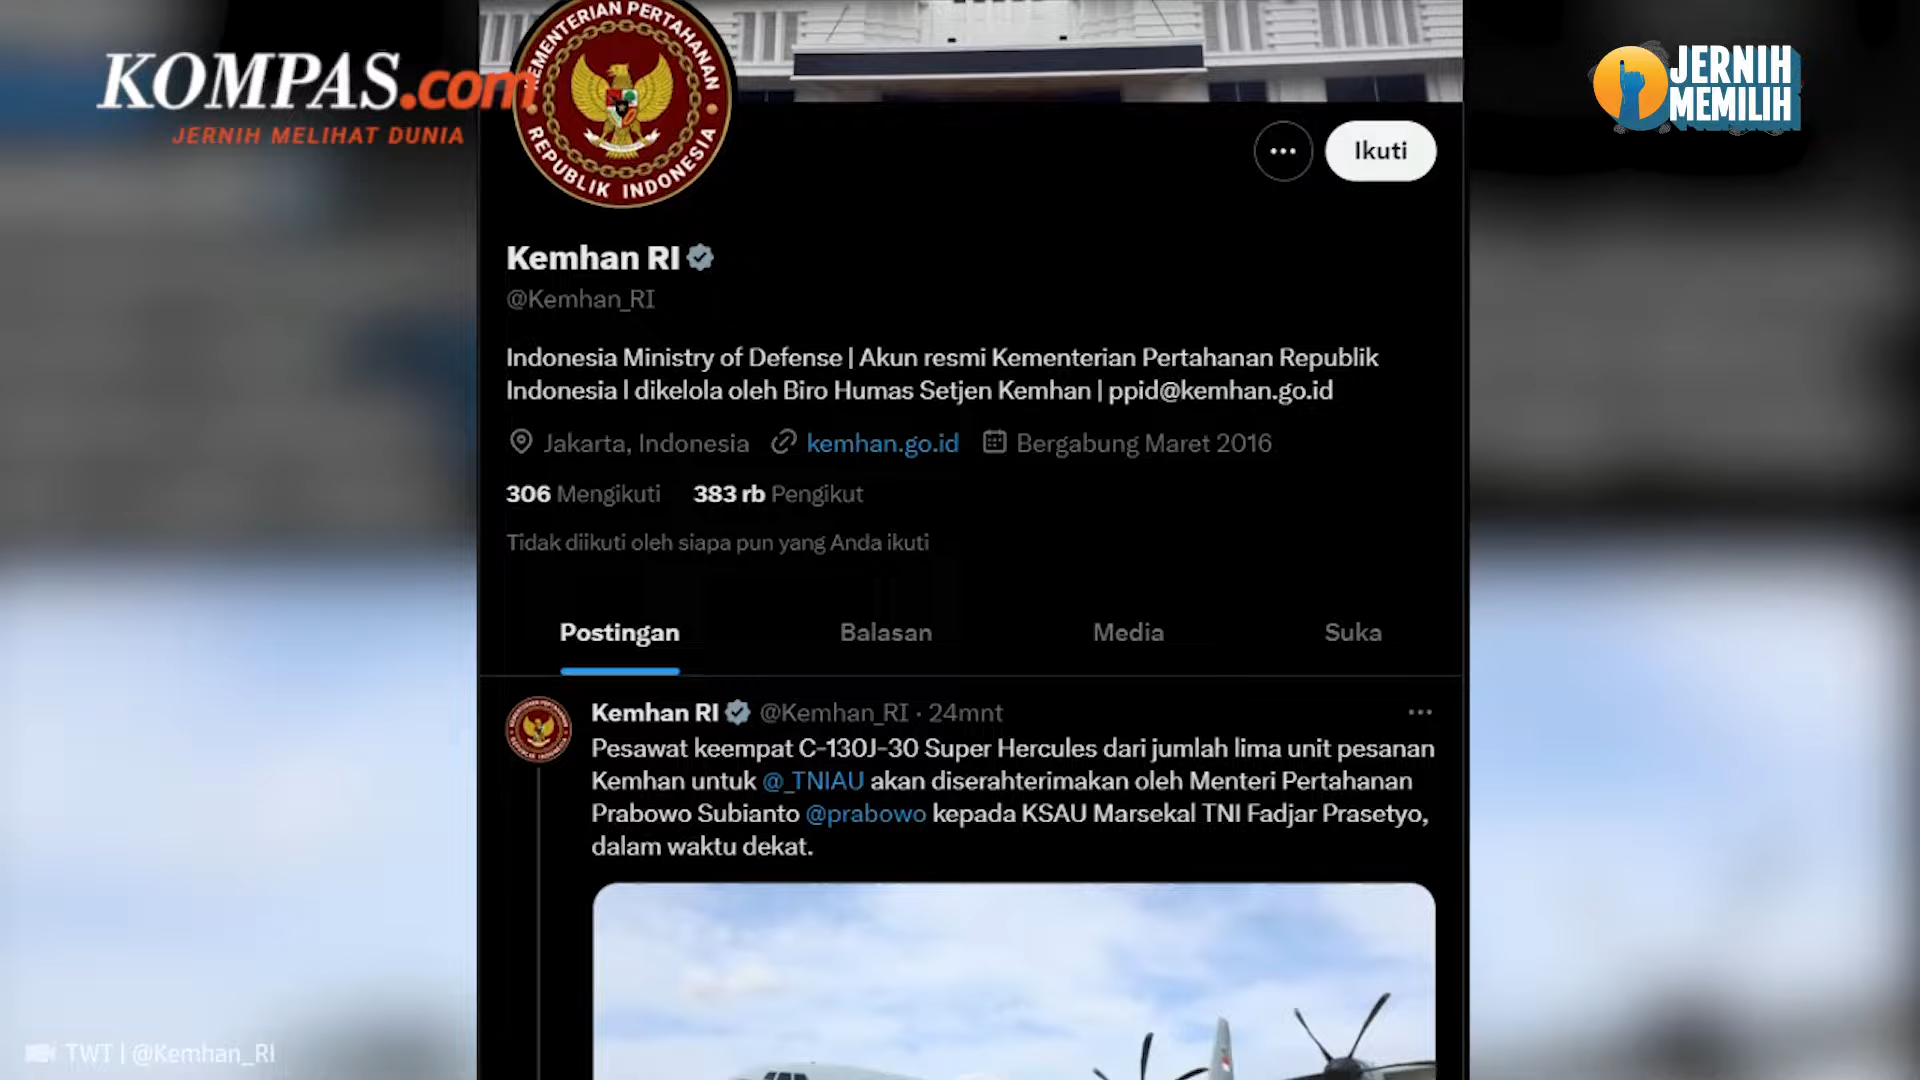 KOMPAS.com
JERNIH MELIHAT DUNIA
KEMENTERIAN PERTAHANAN
REPUBLIK INDONESIA
JERNIH
MEMILIH
Ikuti
Kemhan RI
@Kemhan_RI
Indonesia Ministry of Defense | Akun resmi Kementerian Pertahanan Republik
Indonesia l dikelola oleh Biro Humas Setjen Kemhan | ppid@kemhan.go.id
Jakarta, Indonesia kemhan.go.id Bergabung Maret 2016
306 Mengikuti 383 rb Pengikut
Tidak diikuti oleh siapa pun yang Anda ikuti
Postingan Balasan Media Suka
Kemhan RI @Kemhan_RI · 24mnt
Pesawat keempat C-130J-30 Super Hercules dari jumlah lima unit pesanan
Kemhan untuk @_TNIAU akan diserahterimakan oleh Menteri Pertahanan
Prabowo Subianto @prabowo kepada KSAU Marsekal TNI Fadjar Prasetyo,
dalam waktu dekat.
TWT | @Kemhan_RI